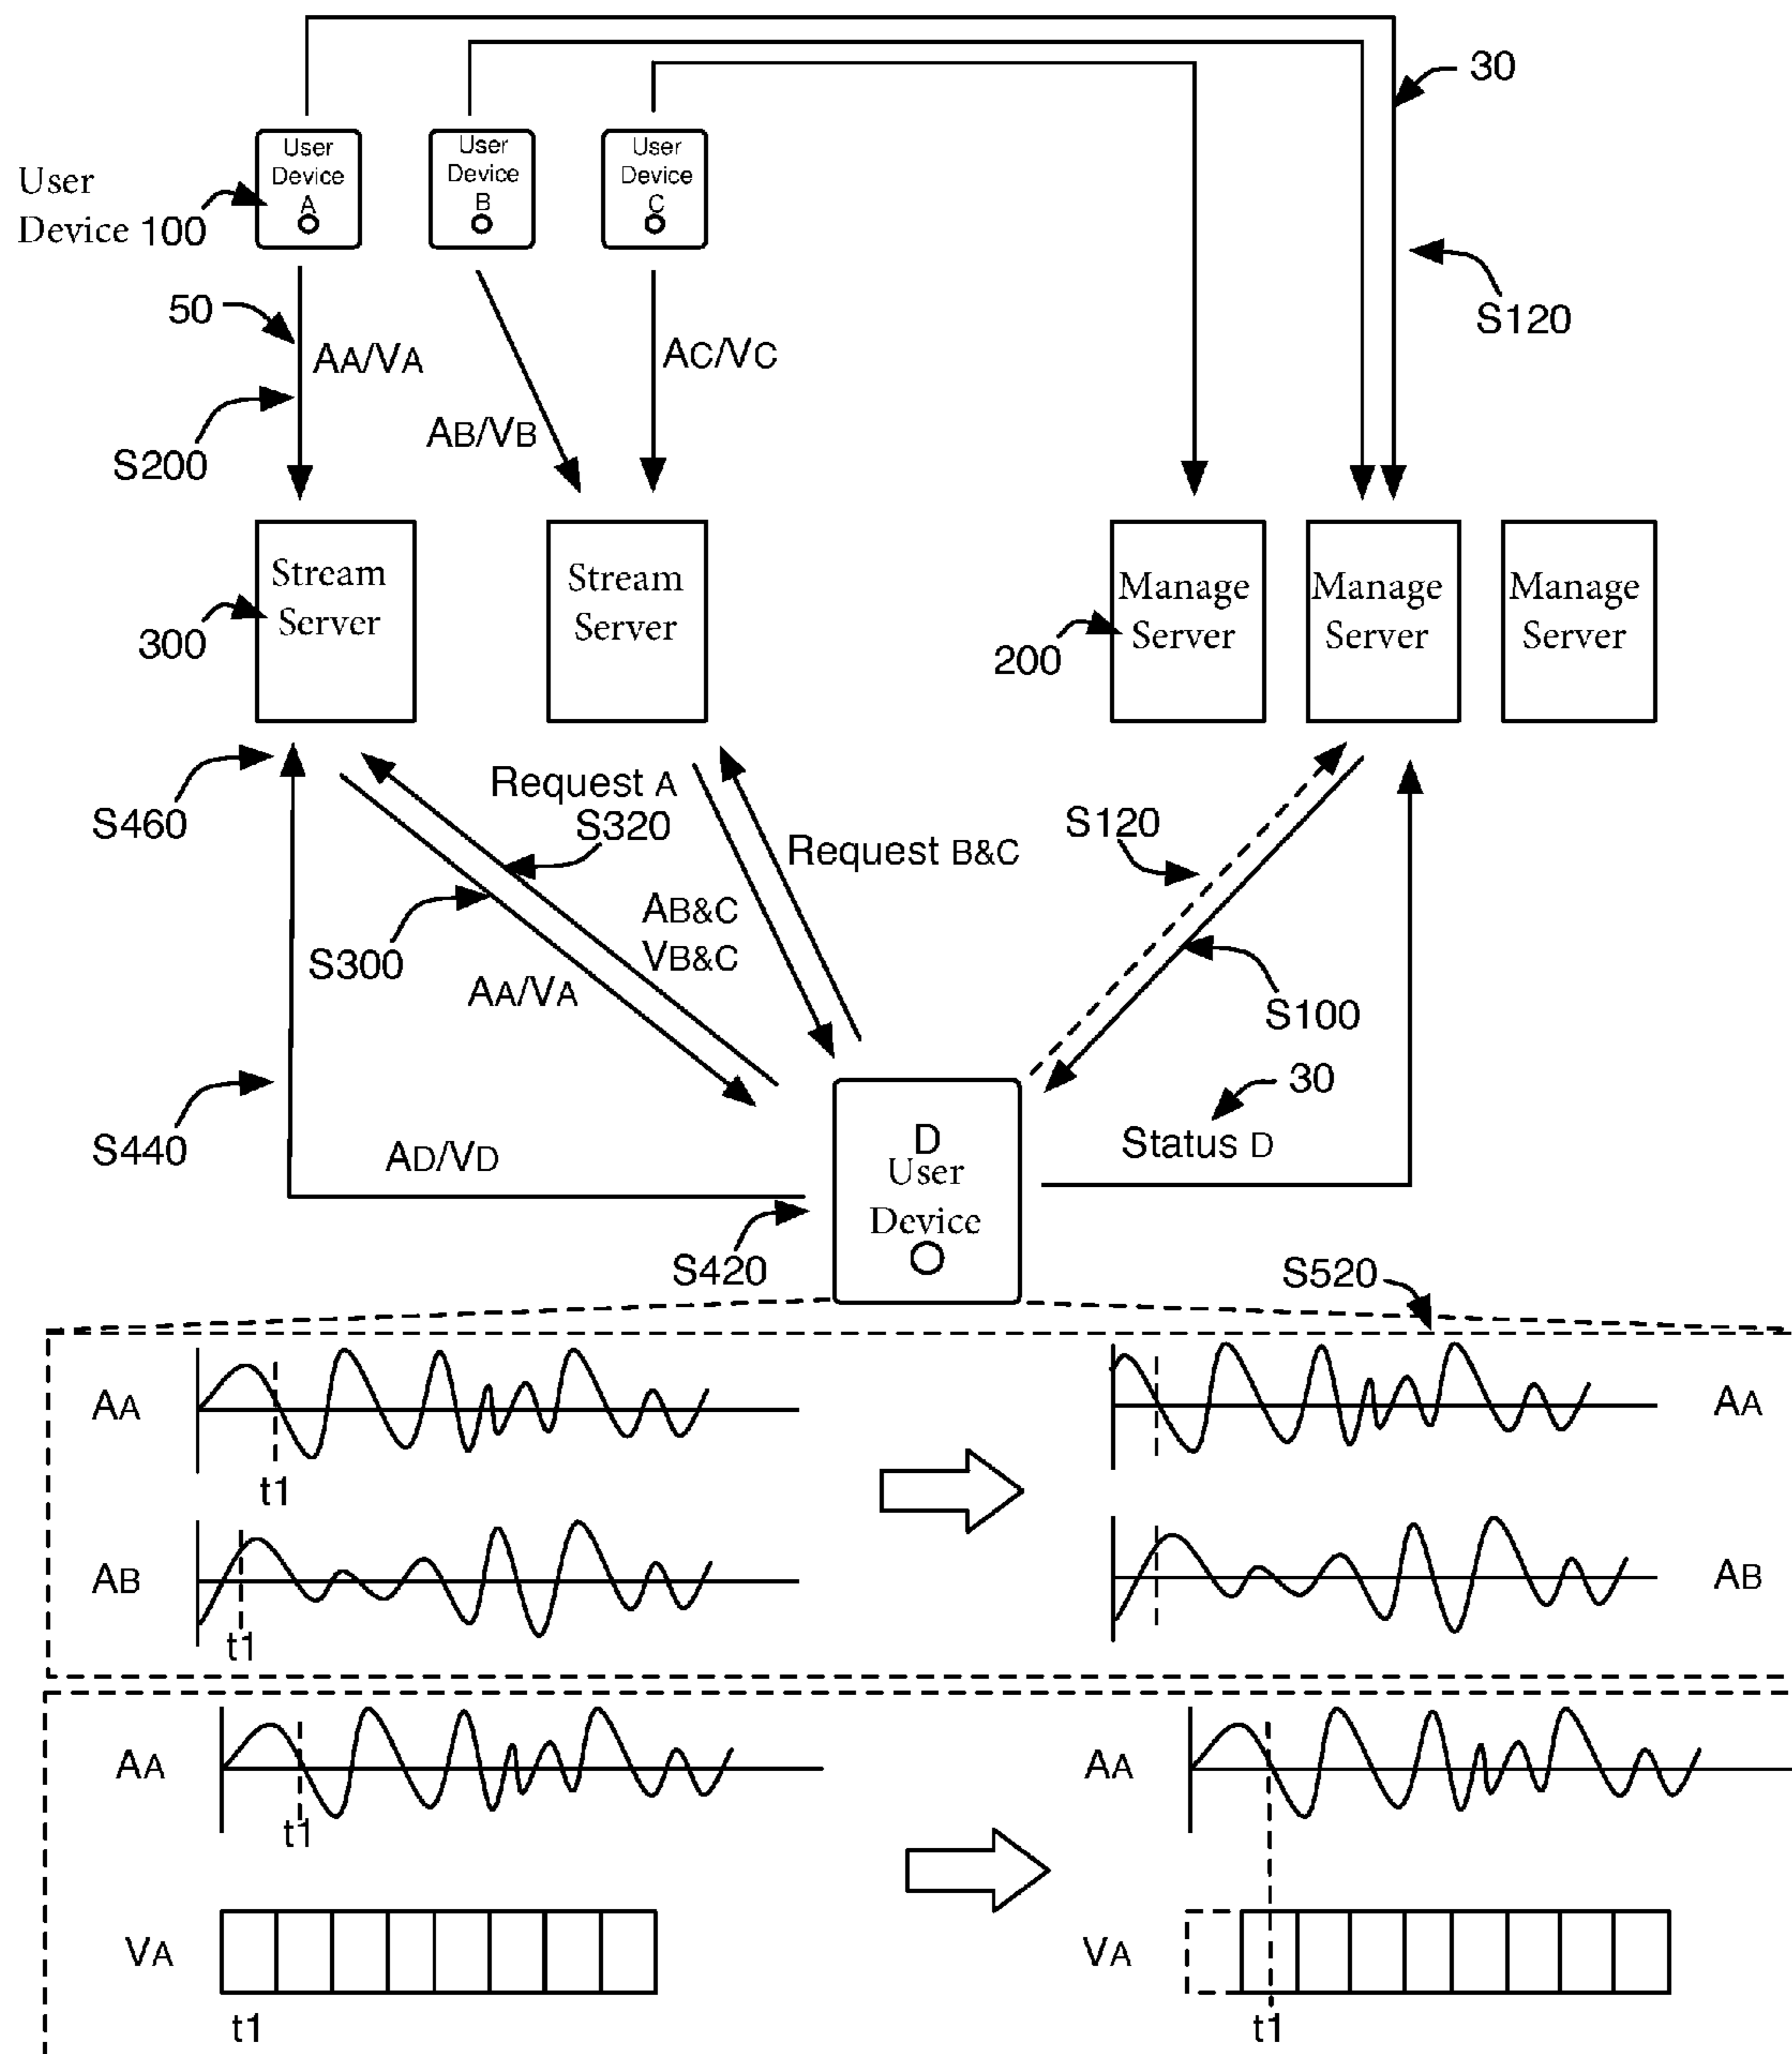 30
User
Device
A
User
Device
B
User
Device
C
User
Device 100
50
S120
AA/VA
AC/VC
AB/VB
S200
Stream
Server
Stream
Server
Manage
Server
Manage
Server
Manage
Server
300
200
Request A
S320
S460
S120
Request B&C
AB&C
VB&C
S300
AA/VA
S100
30
S440
AD/VD
D
User
Device
Status D
S420
S520
AA
t1
AA
AB
t1
AB
AA
t1
AA
VA
t1
VA
t1